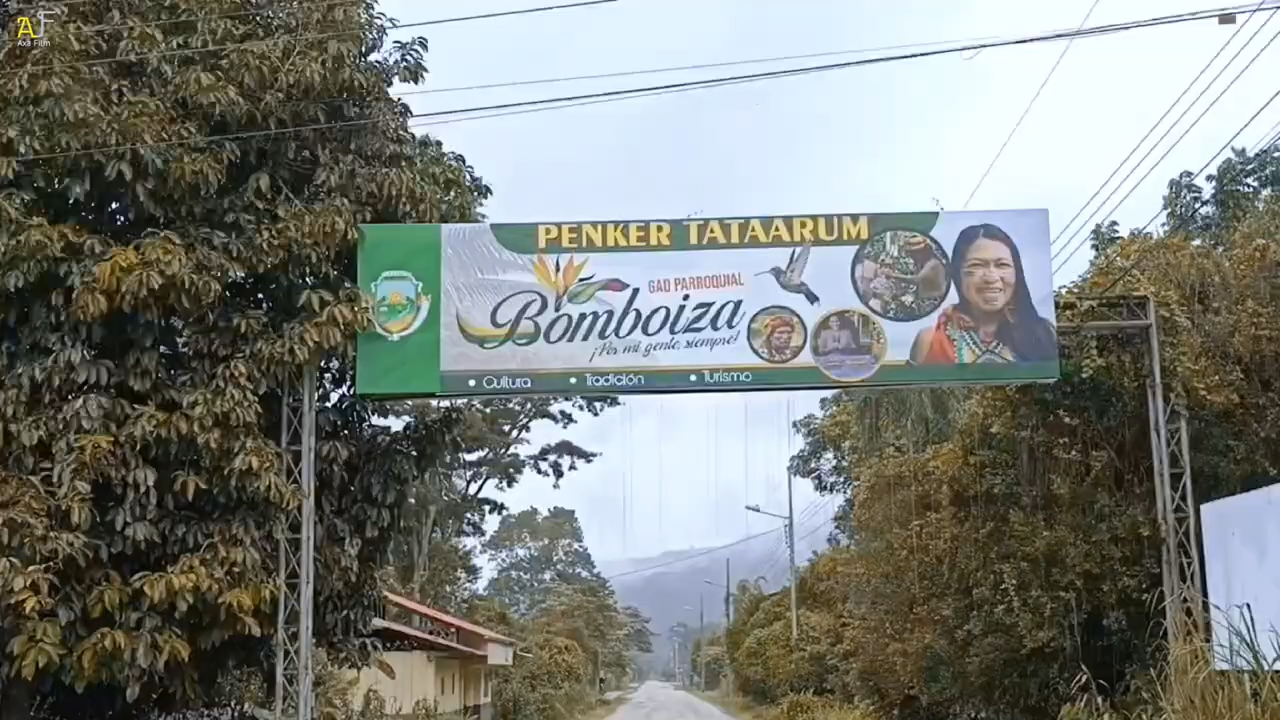 AF
Axa Film
PENKER TATAARUM
GAD PARROQUIAL
Bomboiza
¡Por mi gente, siempre!
• Cultura • Tradición • Turismo